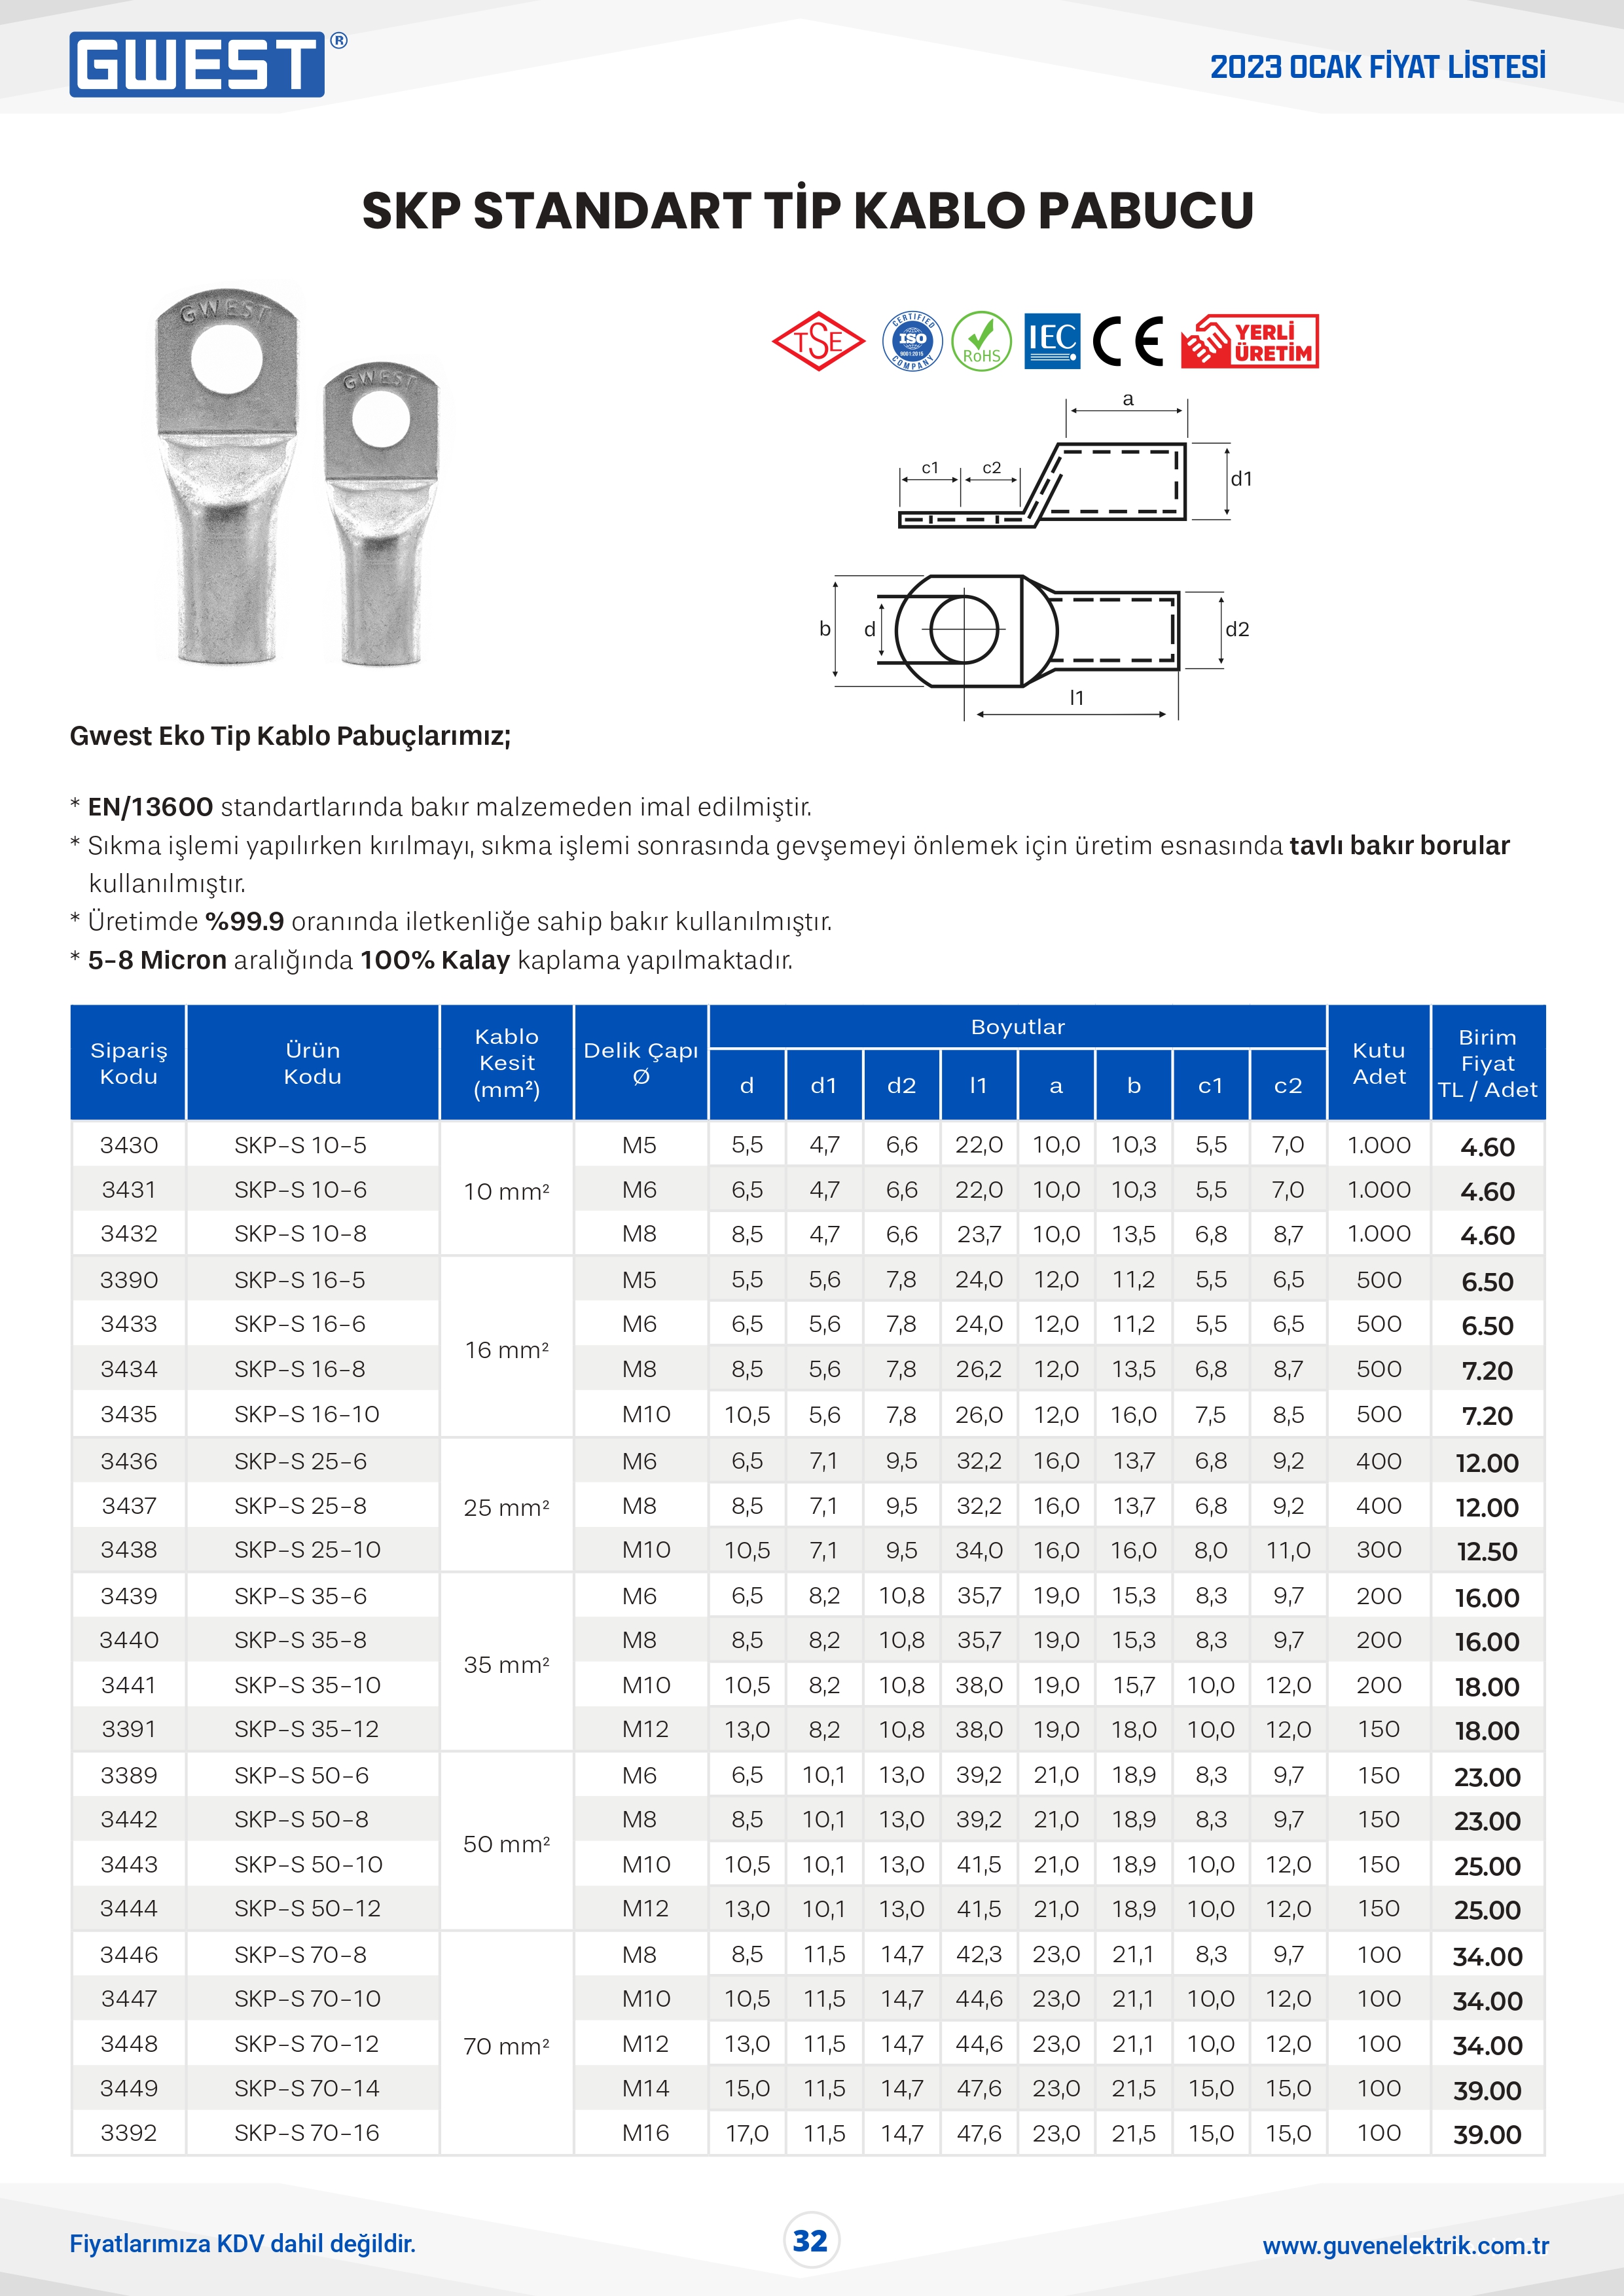 GWEST®
2023 OCAK FİYAT LİSTESİ
SKP STANDART TİP KABLO PABUCU
GWEST
GWEST
TSE
CERTIFIED
ISO
9001:2015
COMPANY
RoHS
IEC
CE
YERLİ
ÜRETİM
a
c1 c2
d1
b d
d2
l1
Gwest Eko Tip Kablo Pabuçlarımız;
* EN/13600 standartlarında bakır malzemeden imal edilmiştir.
* Sıkma işlemi yapılırken kırılmayı, sıkma işlemi sonrasında gevşemeyi önlemek için üretim esnasında tavlı bakır borular
kullanılmıştır.
* Üretimde %99.9 oranında iletkenliğe sahip bakır kullanılmıştır.
* 5-8 Micron aralığında 100% Kalay kaplama yapılmaktadır.
Sipariş Kodu Ürün Kodu Kablo Kesit (mm²) Delik Çapı Ø Boyutlar Kutu Adet Birim Fiyat TL / Adet
d d1 d2 l1 a b c1 c2
3430 SKP-S 10-5 10 mm² M5 5,5 4,7 6,6 22,0 10,0 10,3 5,5 7,0 1.000 4.60
3431 SKP-S 10-6 M6 6,5 4,7 6,6 22,0 10,0 10,3 5,5 7,0 1.000 4.60
3432 SKP-S 10-8 M8 8,5 4,7 6,6 23,7 10,0 13,5 6,8 8,7 1.000 4.60
3390 SKP-S 16-5 16 mm² M5 5,5 5,6 7,8 24,0 12,0 11,2 5,5 6,5 500 6.50
3433 SKP-S 16-6 M6 6,5 5,6 7,8 24,0 12,0 11,2 5,5 6,5 500 6.50
3434 SKP-S 16-8 M8 8,5 5,6 7,8 26,2 12,0 13,5 6,8 8,7 500 7.20
3435 SKP-S 16-10 M10 10,5 5,6 7,8 26,0 12,0 16,0 7,5 8,5 500 7.20
3436 SKP-S 25-6 25 mm² M6 6,5 7,1 9,5 32,2 16,0 13,7 6,8 9,2 400 12.00
3437 SKP-S 25-8 M8 8,5 7,1 9,5 32,2 16,0 13,7 6,8 9,2 400 12.00
3438 SKP-S 25-10 M10 10,5 7,1 9,5 34,0 16,0 16,0 8,0 11,0 300 12.50
3439 SKP-S 35-6 35 mm² M6 6,5 8,2 10,8 35,7 19,0 15,3 8,3 9,7 200 16.00
3440 SKP-S 35-8 M8 8,5 8,2 10,8 35,7 19,0 15,3 8,3 9,7 200 16.00
3441 SKP-S 35-10 M10 10,5 8,2 10,8 38,0 19,0 15,7 10,0 12,0 200 18.00
3391 SKP-S 35-12 M12 13,0 8,2 10,8 38,0 19,0 18,0 10,0 12,0 150 18.00
3389 SKP-S 50-6 50 mm² M6 6,5 10,1 13,0 39,2 21,0 18,9 8,3 9,7 150 23.00
3442 SKP-S 50-8 M8 8,5 10,1 13,0 39,2 21,0 18,9 8,3 9,7 150 23.00
3443 SKP-S 50-10 M10 10,5 10,1 13,0 41,5 21,0 18,9 10,0 12,0 150 25.00
3444 SKP-S 50-12 M12 13,0 10,1 13,0 41,5 21,0 18,9 10,0 12,0 150 25.00
3446 SKP-S 70-8 70 mm² M8 8,5 11,5 14,7 42,3 23,0 21,1 8,3 9,7 100 34.00
3447 SKP-S 70-10 M10 10,5 11,5 14,7 44,6 23,0 21,1 10,0 12,0 100 34.00
3448 SKP-S 70-12 M12 13,0 11,5 14,7 44,6 23,0 21,1 10,0 12,0 100 34.00
3449 SKP-S 70-14 M14 15,0 11,5 14,7 47,6 23,0 21,5 15,0 15,0 100 39.00
3392 SKP-S 70-16 M16 17,0 11,5 14,7 47,6 23,0 21,5 15,0 15,0 100 39.00
Fiyatlarımıza KDV dahil değildir.
32
www.guvenelektrik.com.tr